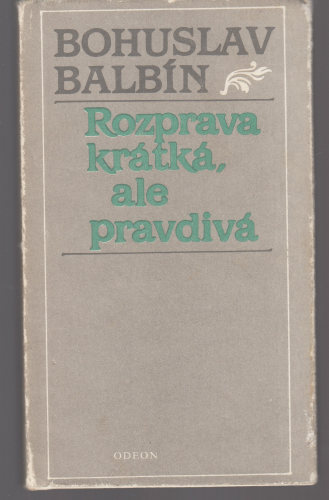 BOHUSLAV
BALBÍN
Rozprava
krátká,
ale
pravdivá
ODEON